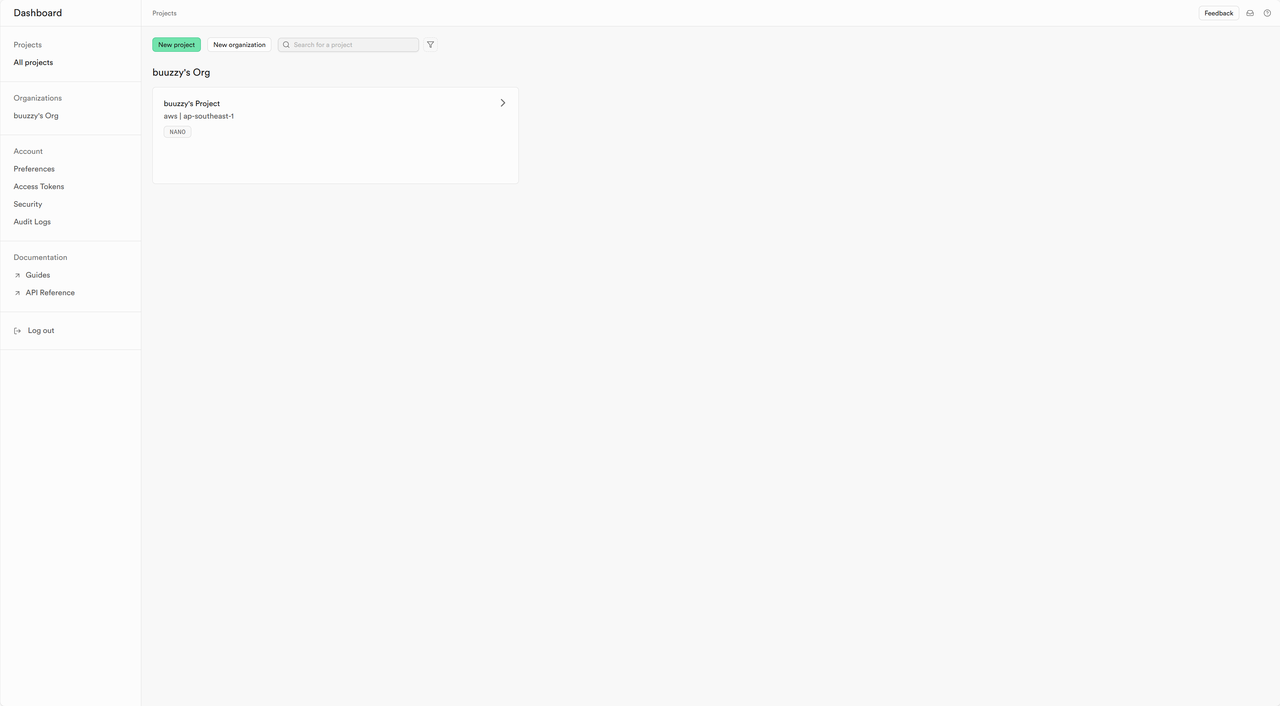 Dashboard
Projects
All projects
Organizations
buuzzy's Org
Account
Preferences
Access Tokens
Security
Audit Logs
Documentation
Guides
API Reference
Log out
Projects
Feedback
New project
New organization
Search for a project
buuzzy's Org
buuzzy's Project
aws | ap-southeast-1
NANO